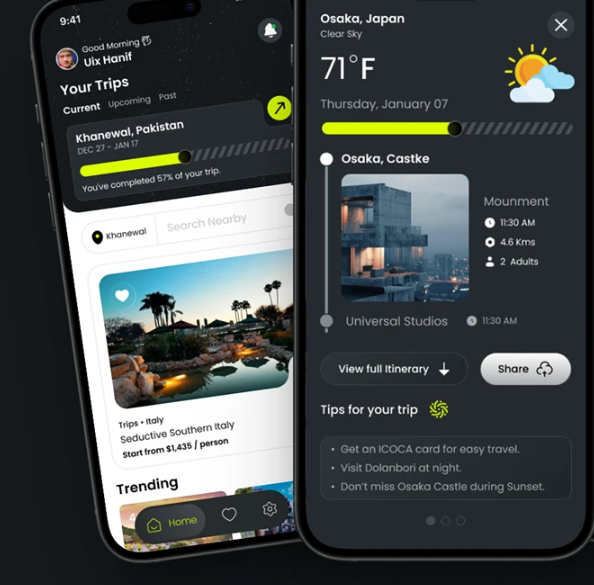 9:41
Good Morning
Uix Hanif
Your Trips
Current Upcoming Past
Khanewal, Pakistan
DEC 27 - JAN 17
You've completed 57% of your trip.
Khanewal
Search Nearby
Trips • Italy
Seductive Southern Italy
Start from $1,435 / person
Trending
Home
Osaka, Japan
Clear Sky
71°F
Thursday, January 07
Osaka, Castke
Mounment
11:30 AM
4.6 Kms
2 Adults
Universal Studios 11:30 AM
View full Itinerary
Share
Tips for your trip
• Get an ICOCA card for easy travel.
• Visit Dolanbori at night.
• Don't miss Osaka Castle during Sunset.